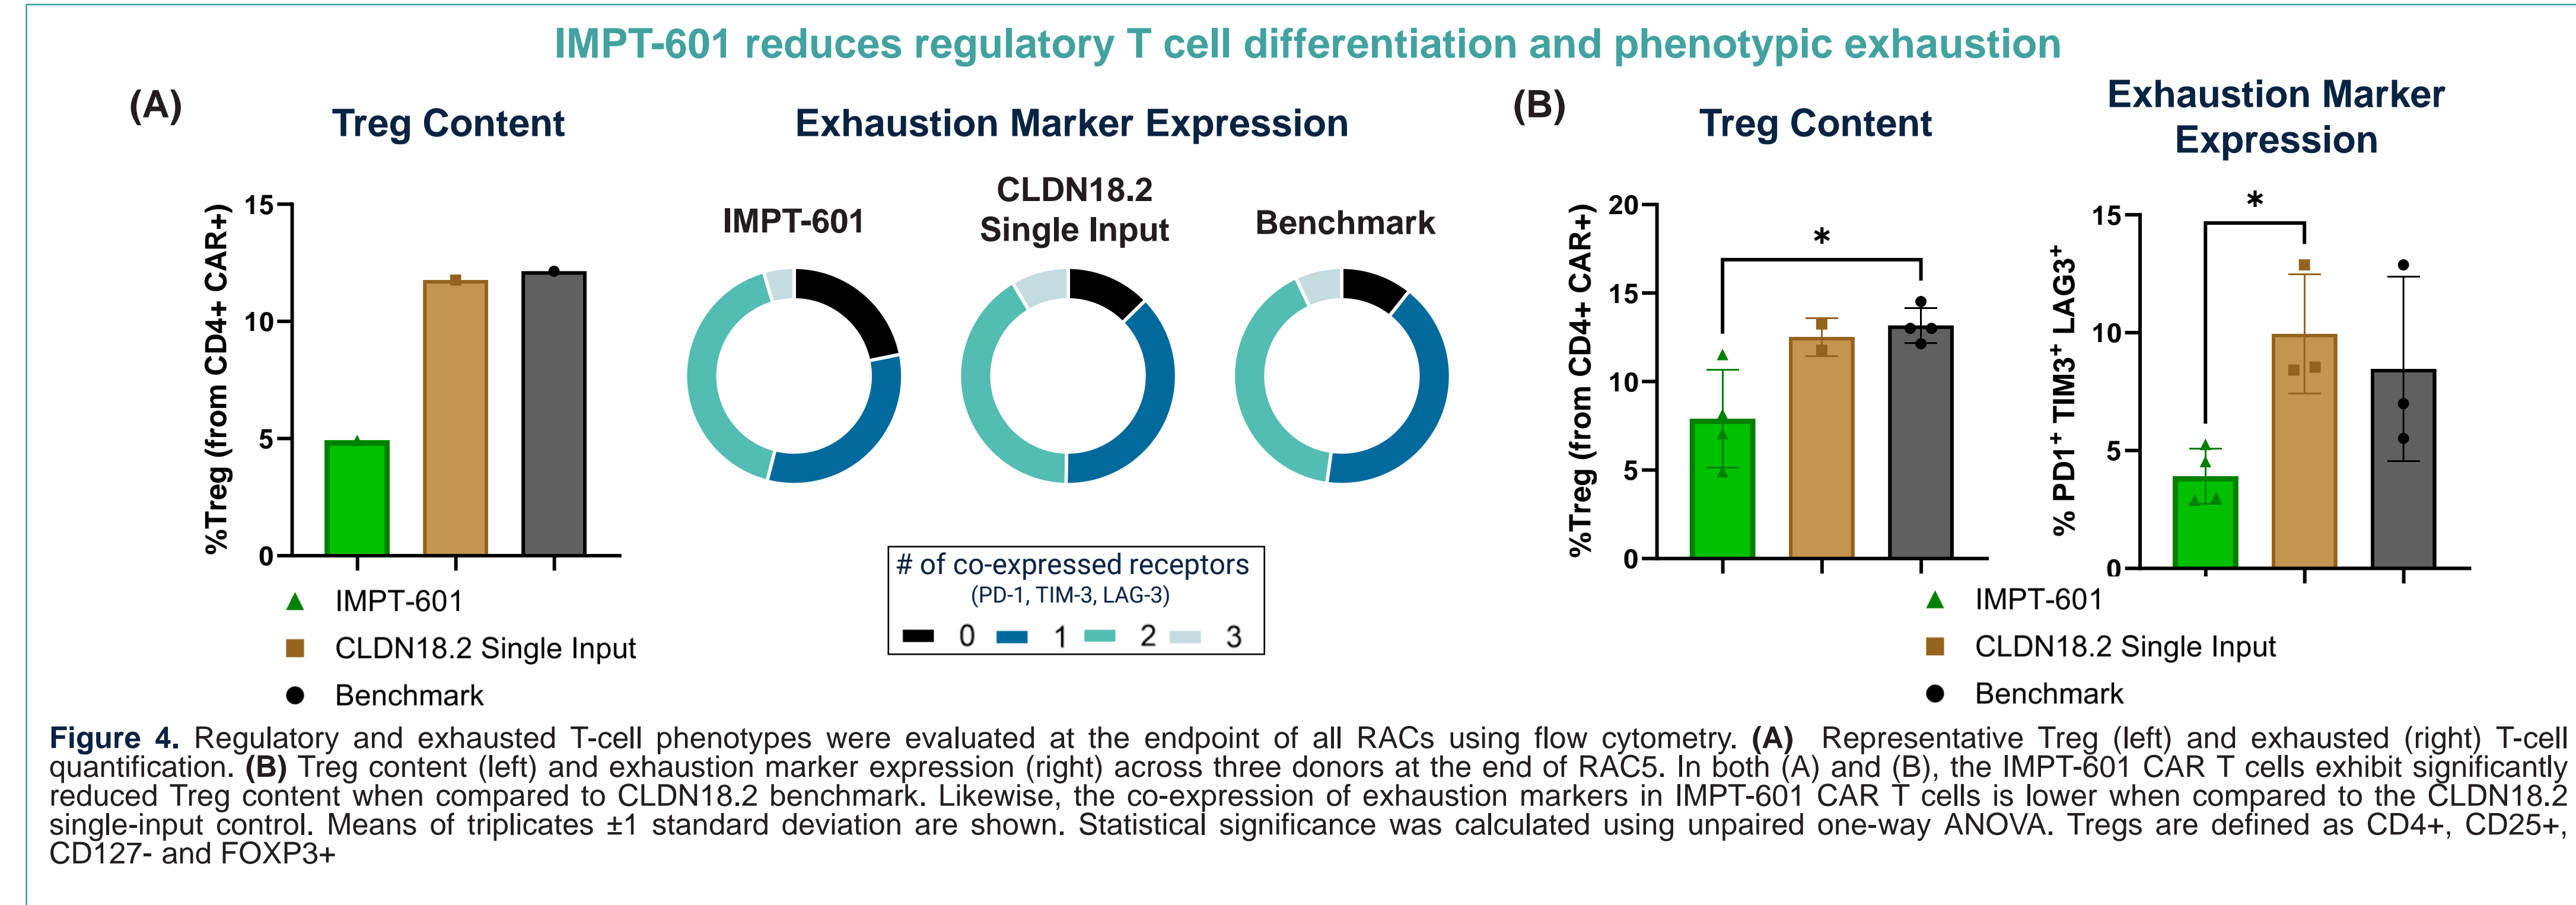 IMPT-601 reduces regulatory T cell differentiation and phenotypic exhaustion
(A)
Treg Content
%Treg (from CD4+ CAR+)
15
10
5
0
IMPT-601
CLDN18.2 Single Input
Benchmark
Exhaustion Marker Expression
IMPT-601
CLDN18.2
Single Input
Benchmark
# of co-expressed receptors
(PD-1, TIM-3, LAG-3)
0 1 2 3
(B)
Treg Content
%Treg (from CD4+ CAR+)
20
15
10
5
0
*
Exhaustion Marker
Expression
% PD1⁺ TIM3⁺ LAG3⁺
15
10
5
0
*
IMPT-601
CLDN18.2 Single Input
Benchmark
Figure 4. Regulatory and exhausted T-cell phenotypes were evaluated at the endpoint of all RACs using flow cytometry. (A) Representative Treg (left) and exhausted (right) T-cell
quantification. (B) Treg content (left) and exhaustion marker expression (right) across three donors at the end of RAC5. In both (A) and (B), the IMPT-601 CAR T cells exhibit significantly
reduced Treg content when compared to CLDN18.2 benchmark. Likewise, the co-expression of exhaustion markers in IMPT-601 CAR T cells is lower when compared to the CLDN18.2
single-input control. Means of triplicates ±1 standard deviation are shown. Statistical significance was calculated using unpaired one-way ANOVA. Tregs are defined as CD4+, CD25+,
CD127- and FOXP3+